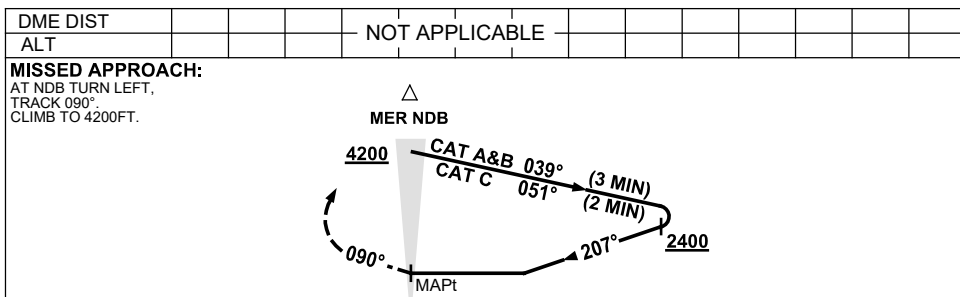 DME DIST
ALT
NOT APPLICABLE
MISSED APPROACH:
AT NDB TURN LEFT,
TRACK 090°.
CLIMB TO 4200FT.
MER NDB
4200
CAT A&B 039° (3 MIN)
CAT C 051° (2 MIN)
2400
207°
090°
MAPt